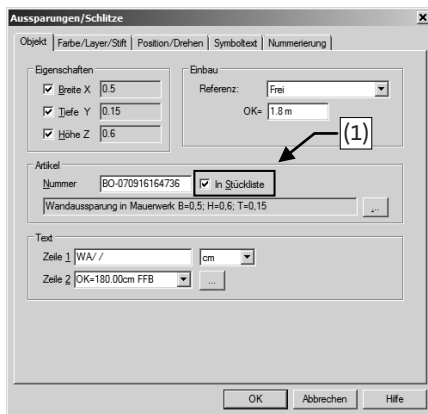 Aussparungen/Schlitze
Objekt Farbe/Layer/Stift Position/Drehen Symboltext Nummerierung
Eigenschaften
Breite X 0.5
Tiefe Y 0.15
Höhe Z 0.6
Einbau
Referenz: Frei
OK= 1.8 m
(1)
Artikel
Nummer BO-070916164736 In Stückliste
Wandaussparung in Mauerwerk B=0,5; H=0,6; T=0,15 ...
Text
Zeile 1 WA/ / cm
Zeile 2 OK=180.00cm FFB ...
OK Abbrechen Hilfe